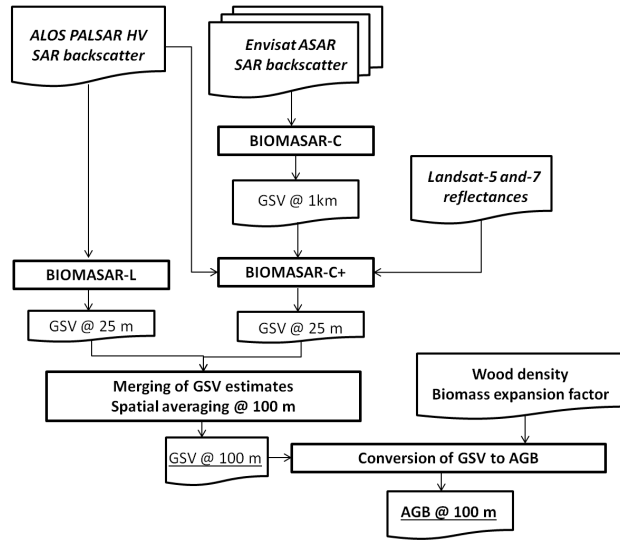 ALOS PALSAR HV
SAR backscatter
Envisat ASAR
SAR backscatter
BIOMASAR-C
GSV @ 1km
Landsat-5 and-7
reflectances
BIOMASAR-L
BIOMASAR-C+
GSV @ 25 m
GSV @ 25 m
Merging of GSV estimates
Spatial averaging @ 100 m
Wood density
Biomass expansion factor
GSV @ 100 m
Conversion of GSV to AGB
AGB @ 100 m